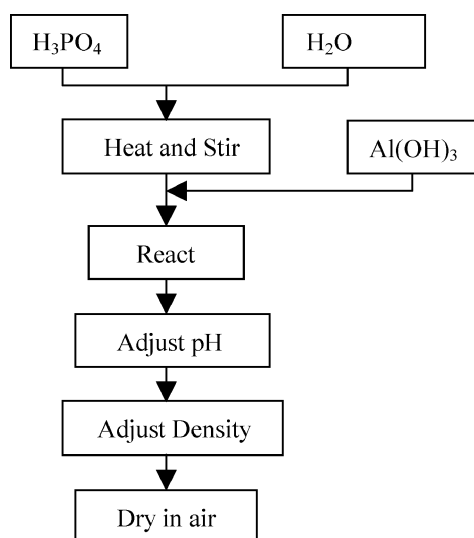 H₃PO₄
H₂O
Heat and Stir
Al(OH)₃
React
Adjust pH
Adjust Density
Dry in air